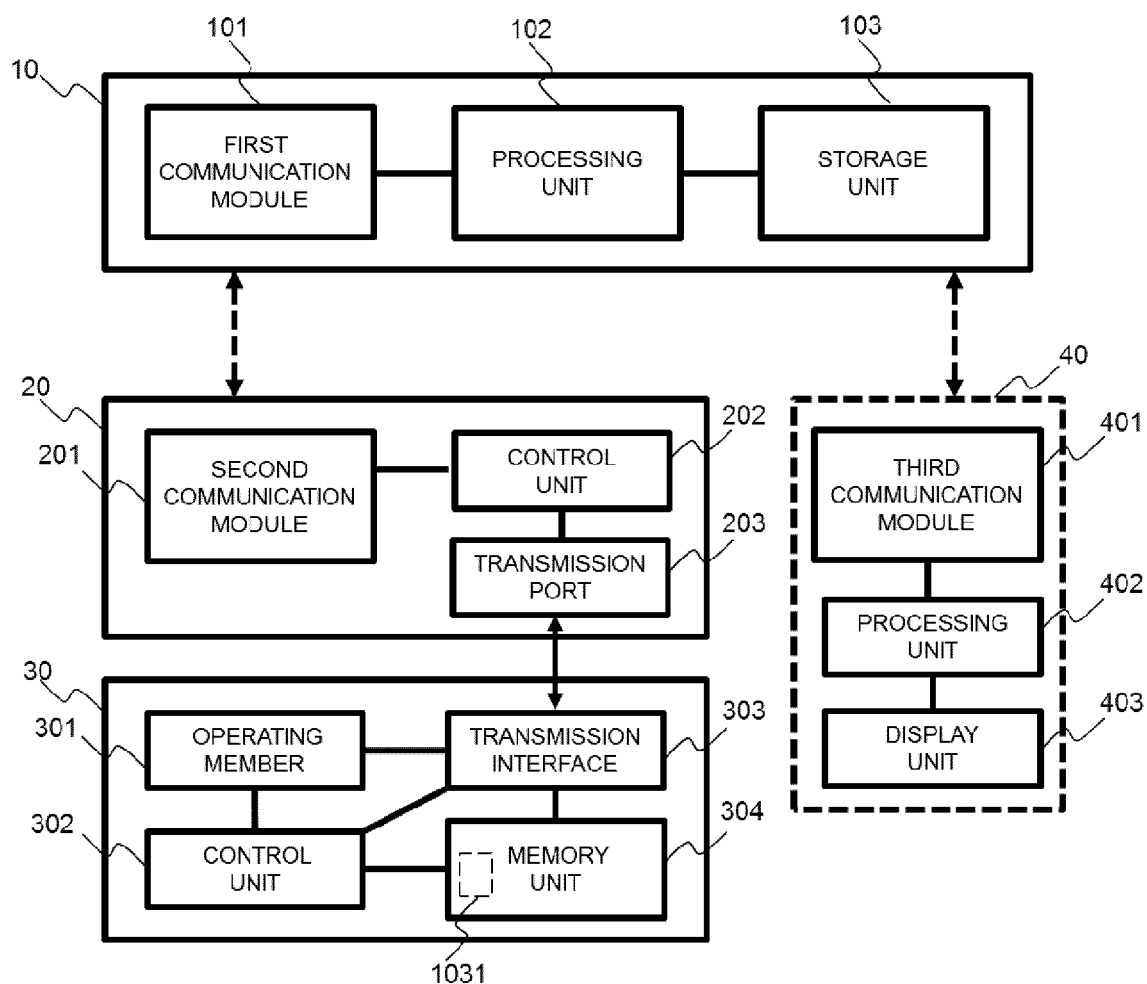 101
102
103
10
FIRST
COMMUNICATION
MODULE
PROCESSING
UNIT
STORAGE
UNIT
20
40
201
SECOND
COMMUNICATION
MODULE
202
CONTROL
UNIT
203
TRANSMISSION
PORT
401
THIRD
COMMUNICATION
MODULE
402
PROCESSING
UNIT
403
DISPLAY
UNIT
30
301
OPERATING
MEMBER
303
TRANSMISSION
INTERFACE
302
CONTROL
UNIT
304
MEMORY
UNIT
1031